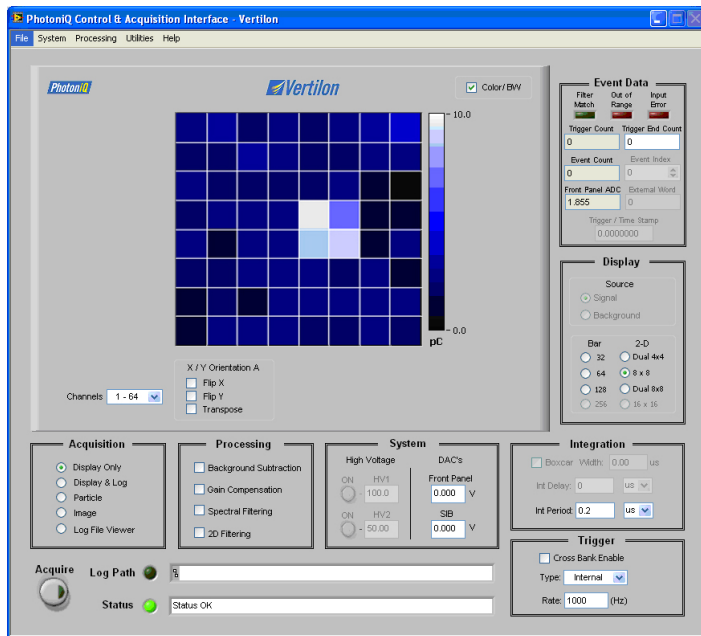 PhotoniQ Control & Acquisition Interface - Vertilon
File System Processing Utilities Help
PhotoniQ
Vertilon
Color/BW
10.0
0.0
pC
Channels 1 - 64
X / Y Orientation A
Flip X
Flip Y
Transpose
Event Data
Filter Match
Out of Range
Input Error
Trigger Count Trigger End Count
0 0
Event Count Event Index
0 0
Front Panel ADC External Word
1.855 0
Trigger / Time Stamp
0.0000000
Display
Source
Signal
Background
Bar 2-D
32 Dual 4x4
64 8 x 8
128 Dual 8x8
256 16 x 16
Acquisition
Display Only
Display & Log
Particle
Image
Log File Viewer
Processing
Background Subtraction
Gain Compensation
Spectral Filtering
2D Filtering
System
High Voltage DAC's
ON HV1 Front Panel
100.0 0.000 V
ON HV2 SIB
50.00 0.000 V
Integration
Boxcar Width: 0.00 us
Int Delay: 0 us
Int Period: 0.2 us
Trigger
Cross Bank Enable
Type: Internal
Rate: 1000 (Hz)
Acquire
Log Path
Status Status OK